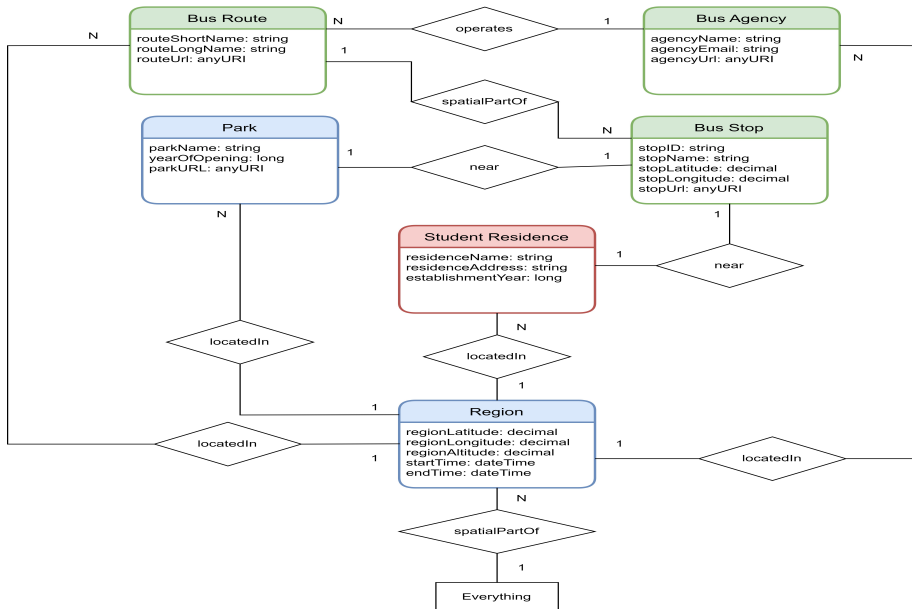 Bus Route
routeShortName: string
routeLongName: string
routeUrl: anyURI
N
N
operates
1
Bus Agency
agencyName: string
agencyEmail: string
agencyUrl: anyURI
N
1
spatialPartOf
N
Park
parkName: string
yearOfOpening: long
parkURL: anyURI
1
near
1
Bus Stop
stopID: string
stopName: string
stopLatitude: decimal
stopLongitude: decimal
stopUrl: anyURI
N
1
Student Residence
residenceName: string
residenceAddress: string
establishmentYear: long
1
near
N
locatedIn
locatedIn
1
1
Region
regionLatitude: decimal
regionLongitude: decimal
regionAltitude: decimal
startTime: dateTime
endTime: dateTime
locatedIn
1
1
locatedIn
N
spatialPartOf
1
Everything